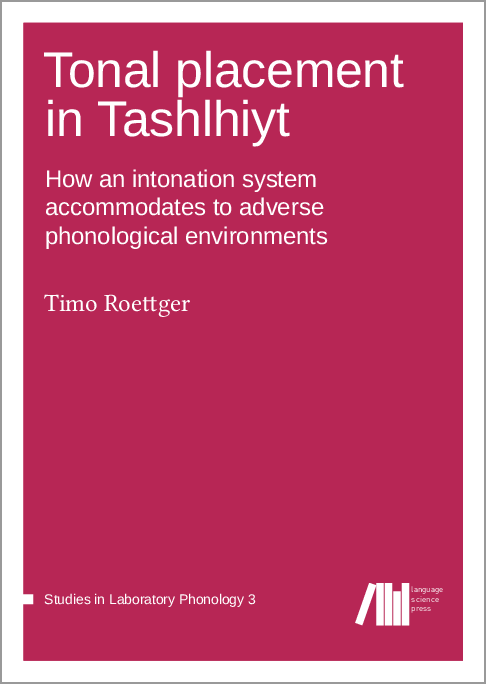 Tonal placement
in Tashlhiyt
How an intonation system
accommodates to adverse
phonological environments
Timo Roettger
Studies in Laboratory Phonology 3
language
science
press